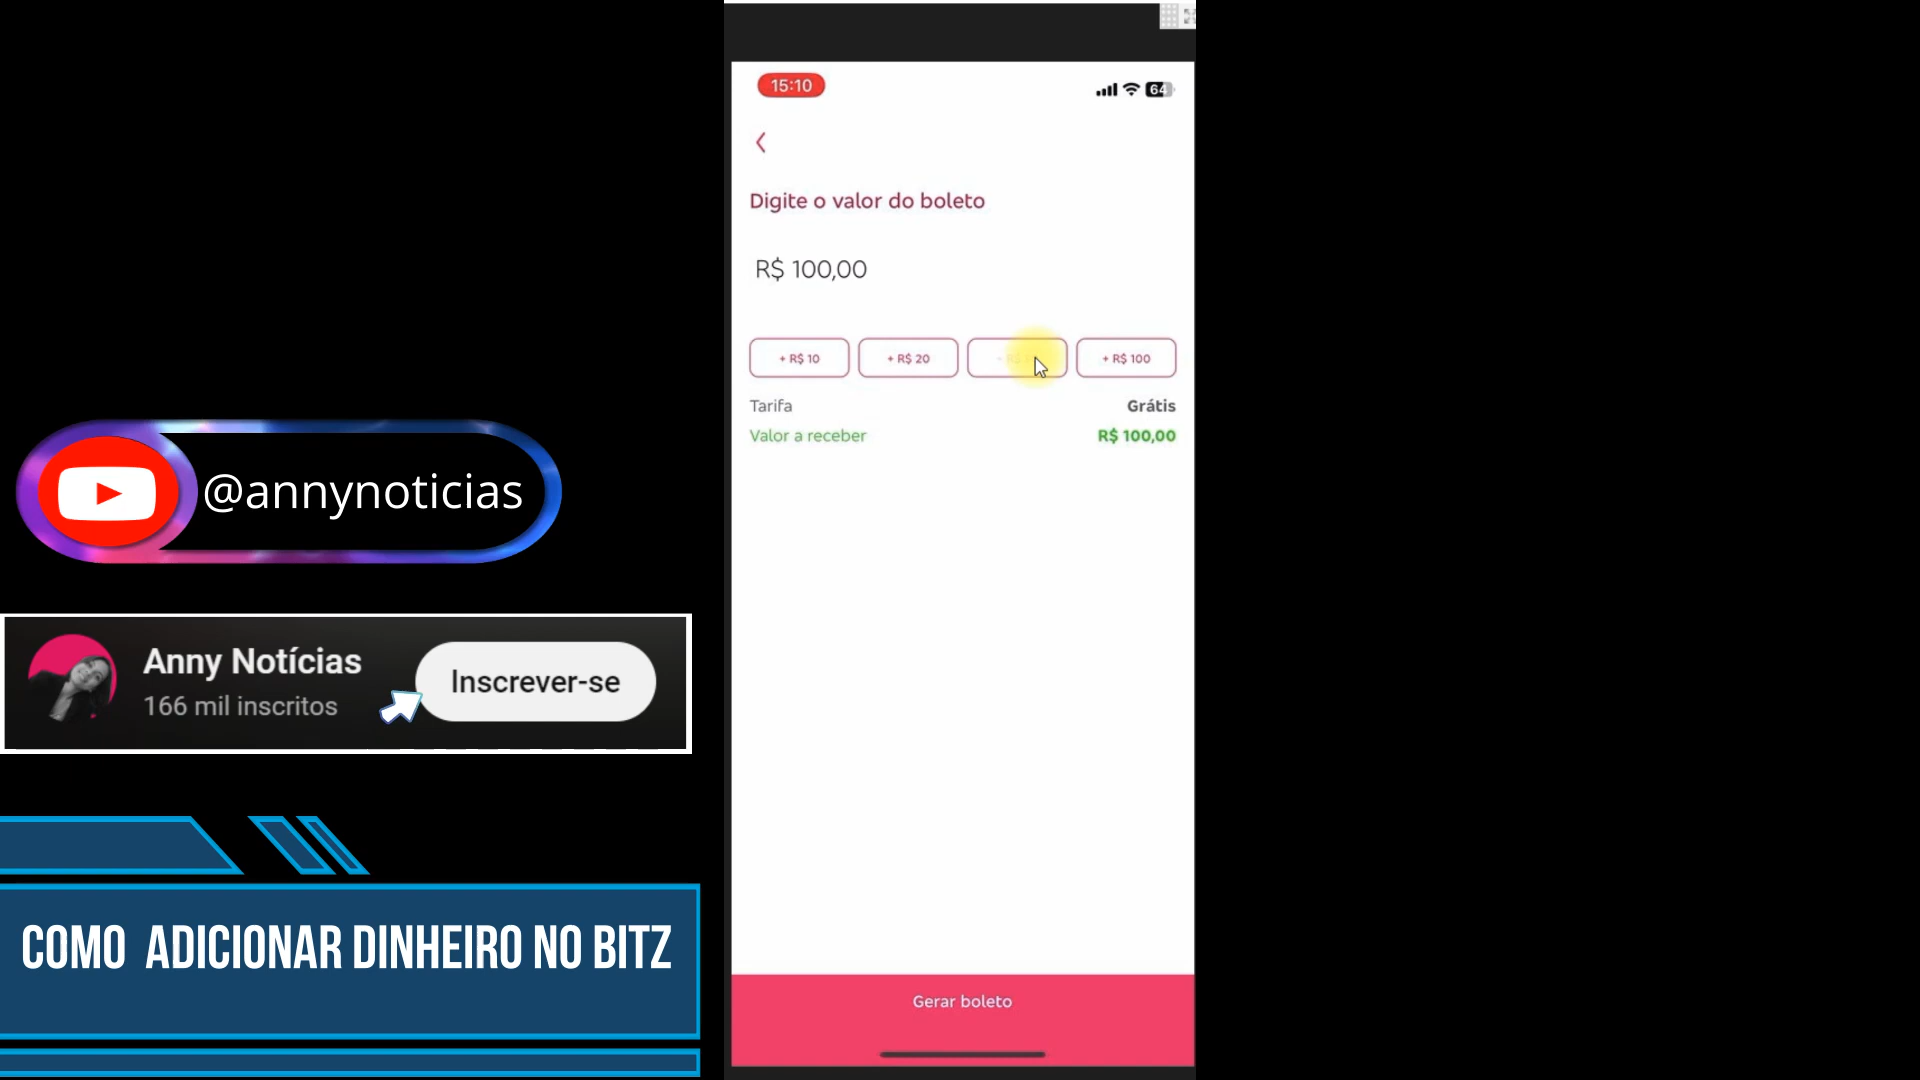 15:10
64
Digite o valor do boleto
R$ 100,00
+ R$ 10
+ R$ 20
+ R$ 100
Tarifa
Grátis
Valor a receber
R$ 100,00
Gerar boleto
@annynoticias
Anny Notícias
166 mil inscritos
Inscrever-se
COMO ADICIONAR DINHEIRO NO BITZ